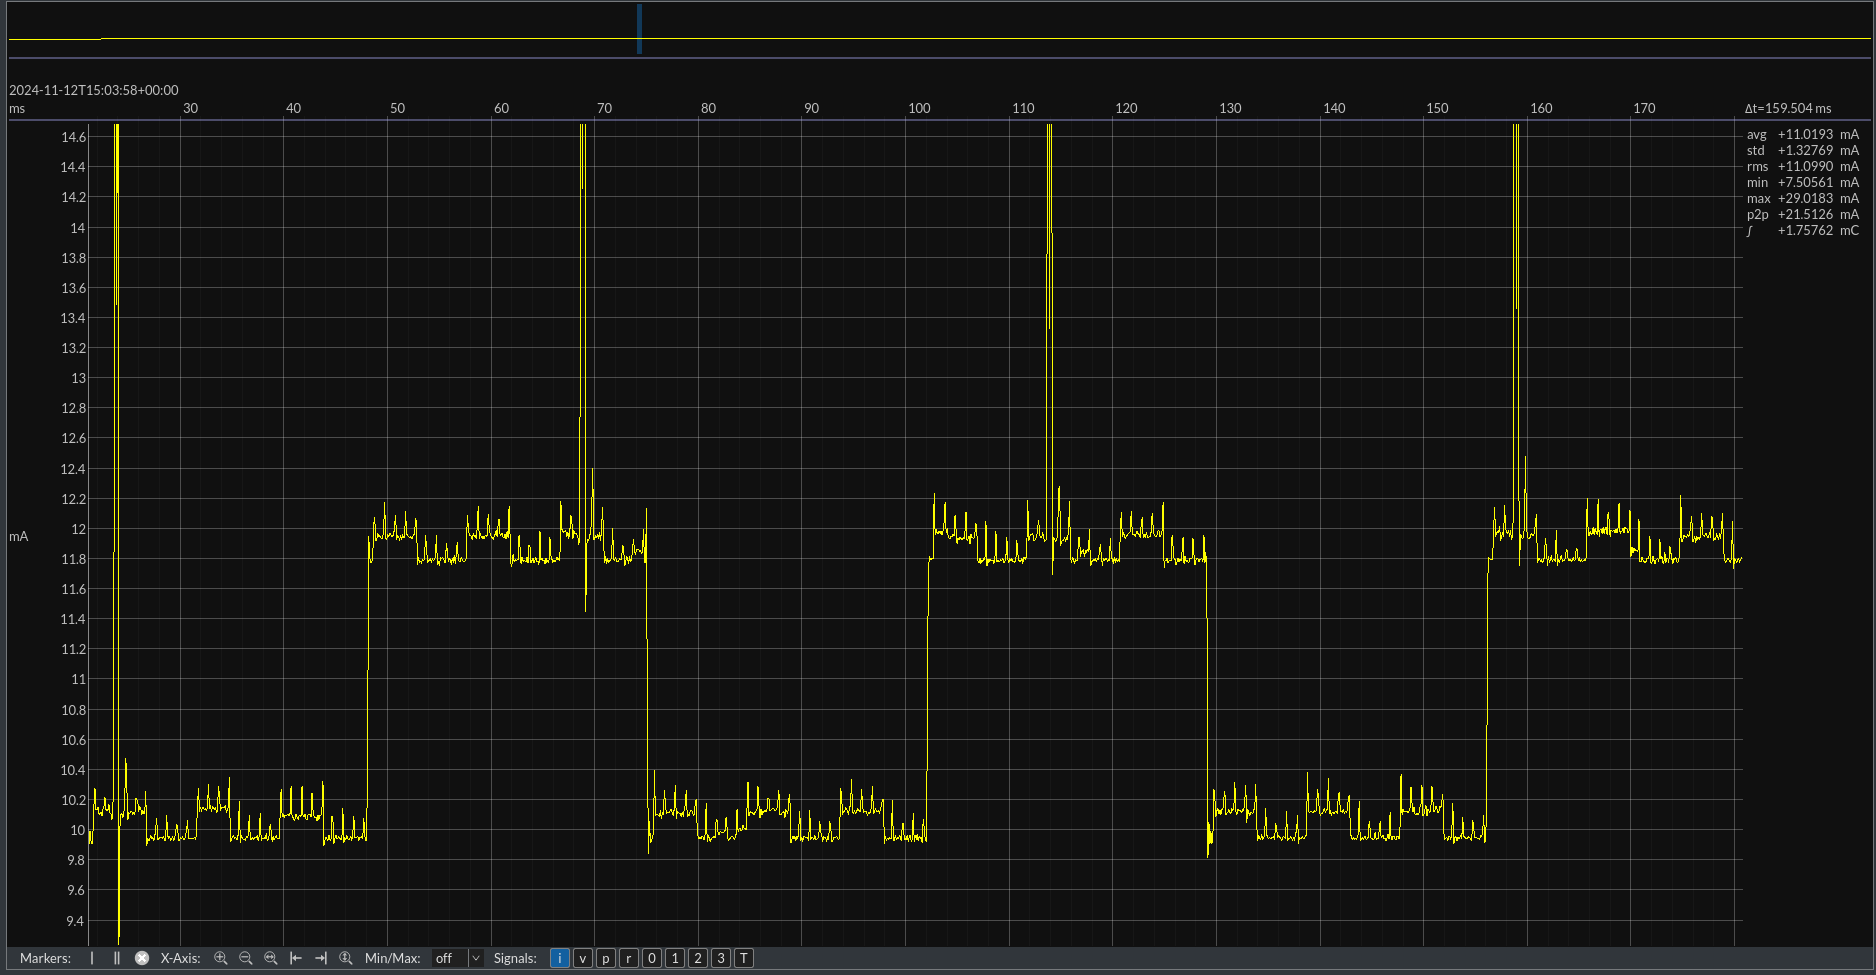 2024-11-12T15:03:58+00:00
ms 30 40 50 60 70 80 90 100 110 120 130 140 150 160 170 Δt=159.504 ms
14.6
14.4
14.2
14
13.8
13.6
13.4
13.2
13
12.8
12.6
12.4
12.2
12
mA
11.8
11.6
11.4
11.2
11
10.8
10.6
10.4
10.2
10
9.8
9.6
9.4
avg +11.0193 mA
std +1.32769 mA
rms +11.0990 mA
min +7.50561 mA
max +29.0183 mA
p2p +21.5126 mA
∫ +1.75762 mC
Markers: X-Axis: Min/Max: off Signals: i v p r 0 1 2 3 T